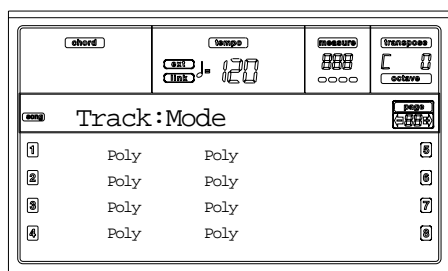 chord tempo measure transpose
ext link ♩= 120 888 C 0
octave
song Track:Mode page
1 Poly Poly 5
2 Poly Poly 6
3 Poly Poly 7
4 Poly Poly 8